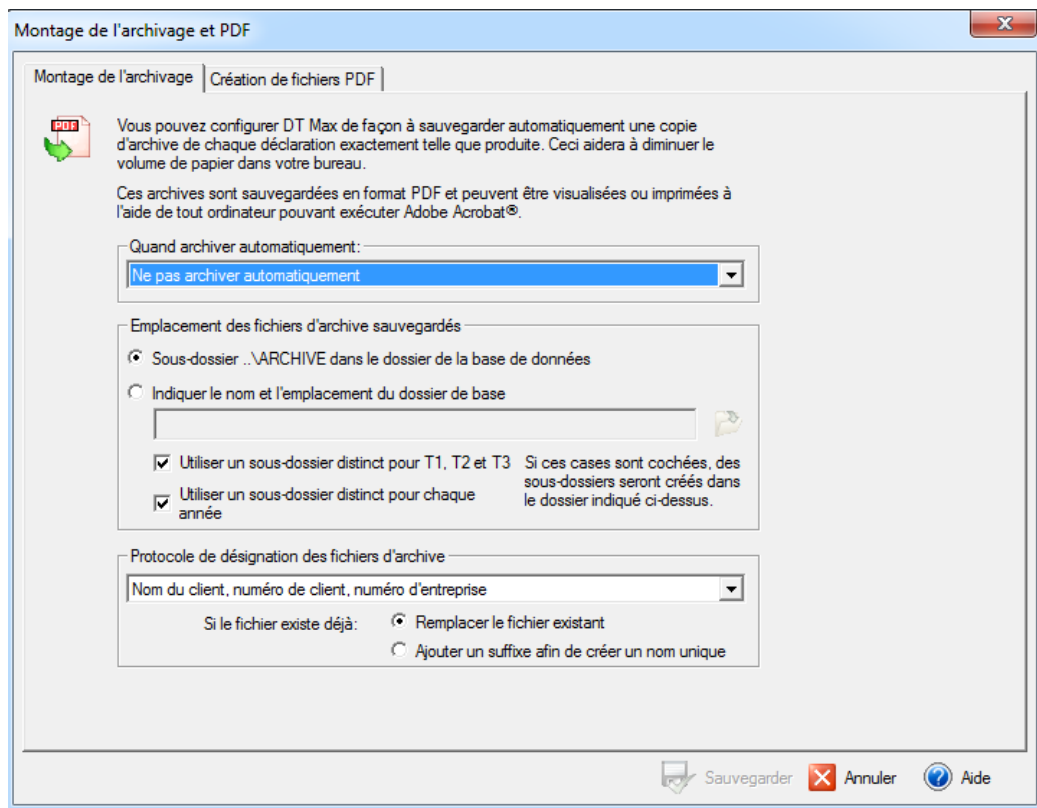 Montage de l'archivage et PDF
Montage de l'archivage
Création de fichiers PDF
PDF
Vous pouvez configurer DT Max de façon à sauvegarder automatiquement une copie
d'archive de chaque déclaration exactement telle que produite. Ceci aidera à diminuer le
volume de papier dans votre bureau.
Ces archives sont sauvegardées en format PDF et peuvent être visualisées ou imprimées à
l'aide de tout ordinateur pouvant exécuter Adobe Acrobat®.
Quand archiver automatiquement:
Ne pas archiver automatiquement
Emplacement des fichiers d'archive sauvegardés
Sous-dossier ..\ARCHIVE dans le dossier de la base de données
Indiquer le nom et l'emplacement du dossier de base
Utiliser un sous-dossier distinct pour T1, T2 et T3
Utiliser un sous-dossier distinct pour chaque
année
Si ces cases sont cochées, des
sous-dossiers seront créés dans
le dossier indiqué ci-dessus.
Protocole de désignation des fichiers d'archive
Nom du client, numéro de client, numéro d'entreprise
Si le fichier existe déjà:
Remplacer le fichier existant
Ajouter un suffixe afin de créer un nom unique
Sauvegarder
Annuler
Aide